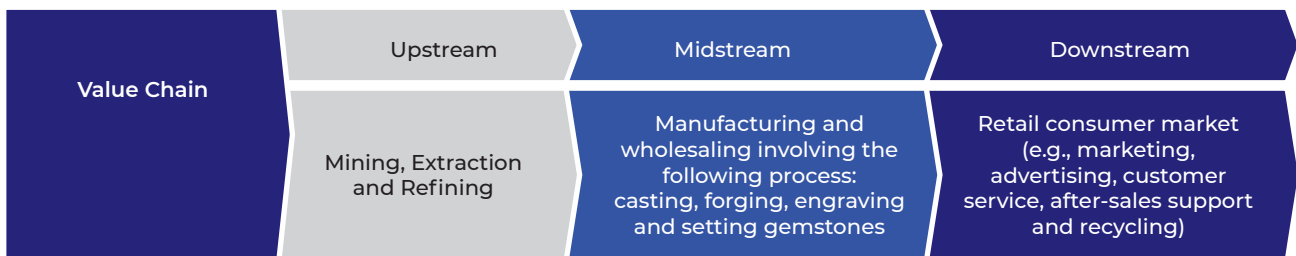 Value Chain
Upstream
Midstream
Downstream
Mining, Extraction
and Refining
Manufacturing and
wholesaling involving the
following process:
casting, forging, engraving
and setting gemstones
Retail consumer market
(e.g., marketing,
advertising, customer
service, after-sales support
and recycling)